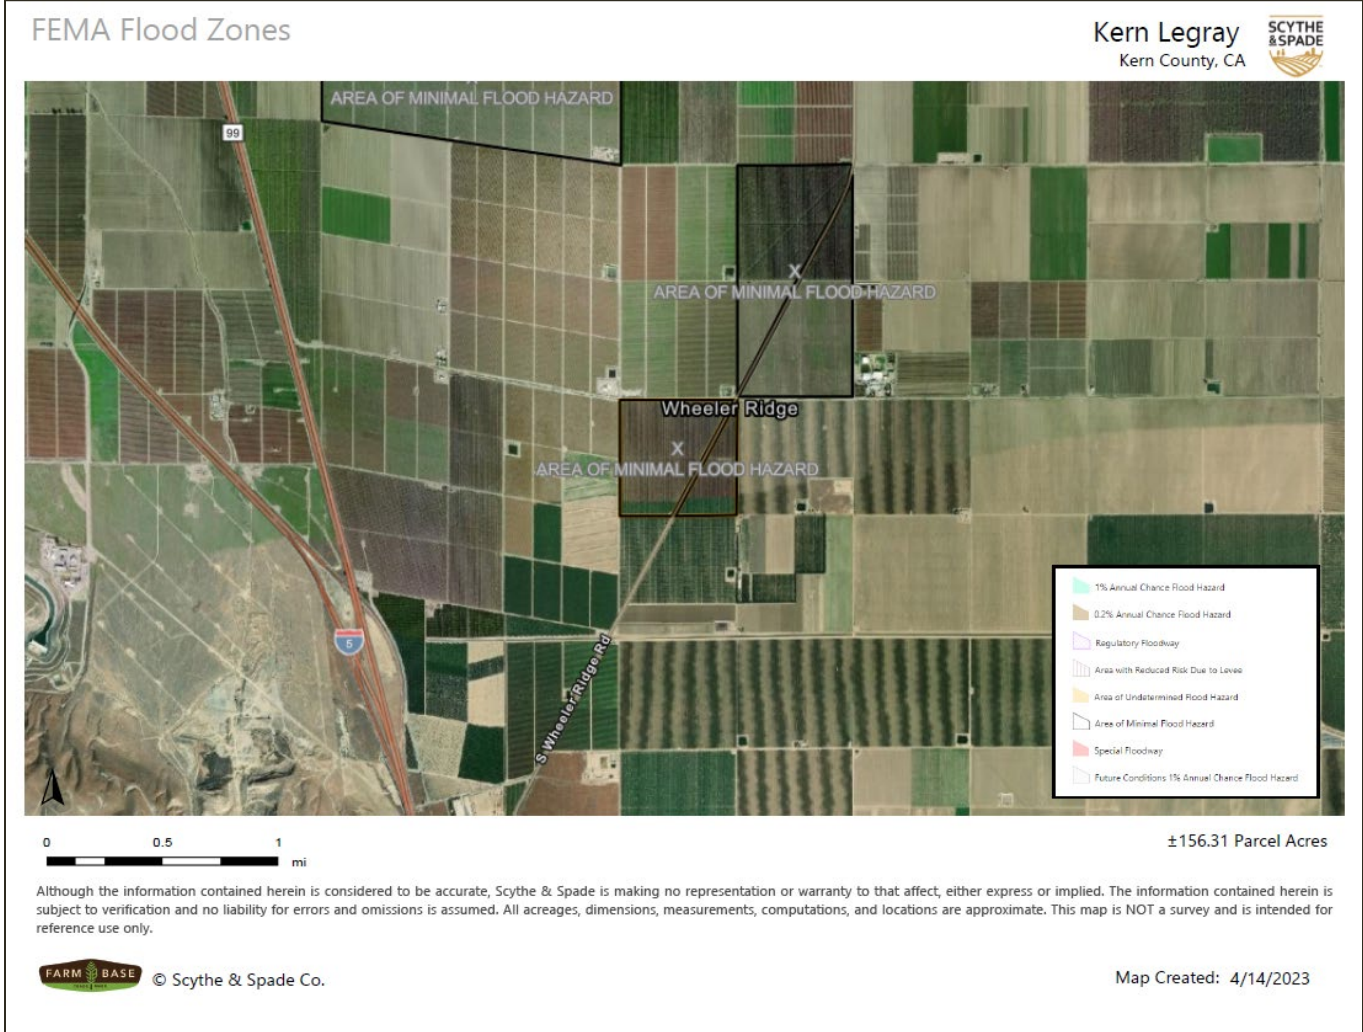 FEMA Flood Zones
Kern Legray
Kern County, CA
SCYTHE
&SPADE
AREA OF MINIMAL FLOOD HAZARD
99
X
AREA OF MINIMAL FLOOD HAZARD
Wheeler Ridge
X
AREA OF MINIMAL FLOOD HAZARD
5
S Wheeler Ridge Rd
1% Annual Chance Flood Hazard
0.2% Annual Chance Flood Hazard
Regulatory Floodway
Area with Reduced Risk Due to Levee
Area of Undetermined Flood Hazard
Area of Minimal Flood Hazard
Special Floodway
Future Conditions 1% Annual Chance Flood Hazard
0 0.5 1
mi
±156.31 Parcel Acres
Although the information contained herein is considered to be accurate, Scythe & Spade is making no representation or warranty to that affect, either express or implied. The information contained herein is
subject to verification and no liability for errors and omissions is assumed. All acreages, dimensions, measurements, computations, and locations are approximate. This map is NOT a survey and is intended for
reference use only.
FARM BASE
© Scythe & Spade Co.
Map Created: 4/14/2023